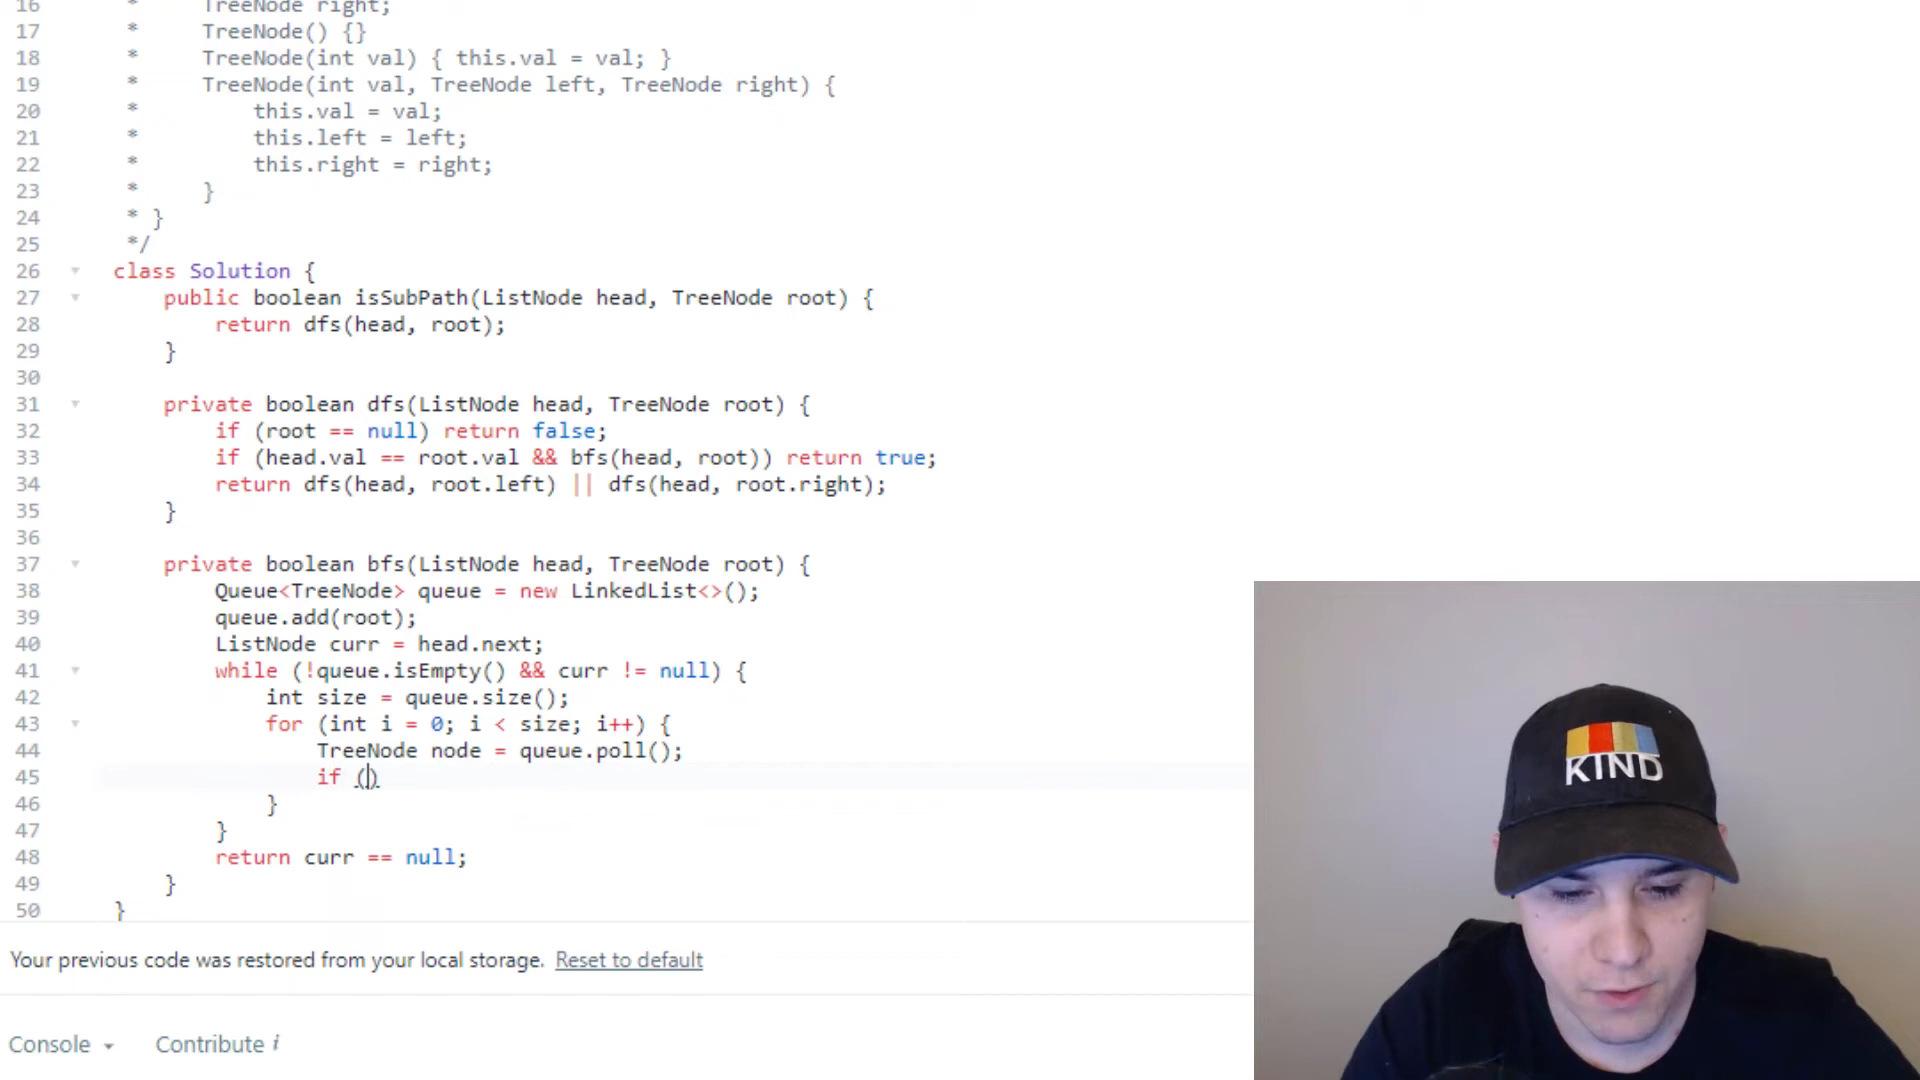 16 * TreeNode right;
17 * TreeNode() {}
18 * TreeNode(int val) { this.val = val; }
19 * TreeNode(int val, TreeNode left, TreeNode right) {
20 * this.val = val;
21 * this.left = left;
22 * this.right = right;
23 * }
24 * }
25 */
26 class Solution {
27 public boolean isSubPath(ListNode head, TreeNode root) {
28 return dfs(head, root);
29 }
30
31 private boolean dfs(ListNode head, TreeNode root) {
32 if (root == null) return false;
33 if (head.val == root.val && bfs(head, root)) return true;
34 return dfs(head, root.left) || dfs(head, root.right);
35 }
36
37 private boolean bfs(ListNode head, TreeNode root) {
38 Queue<TreeNode> queue = new LinkedList<>();
39 queue.add(root);
40 ListNode curr = head.next;
41 while (!queue.isEmpty() && curr != null) {
42 int size = queue.size();
43 for (int i = 0; i < size; i++) {
44 TreeNode node = queue.poll();
45 if ()
46 }
47 }
48 return curr == null;
49 }
50 }
Your previous code was restored from your local storage. Reset to default
Console Contribute i
KIND